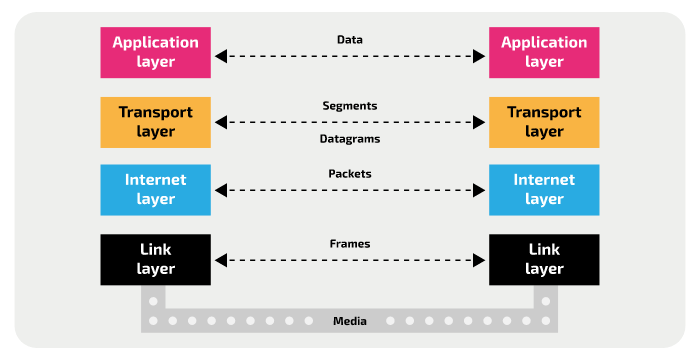 Application
layer
Data
Application
layer
Transport
layer
Segments
Datagrams
Transport
layer
Internet
layer
Packets
Internet
layer
Link
layer
Frames
Link
layer
Media